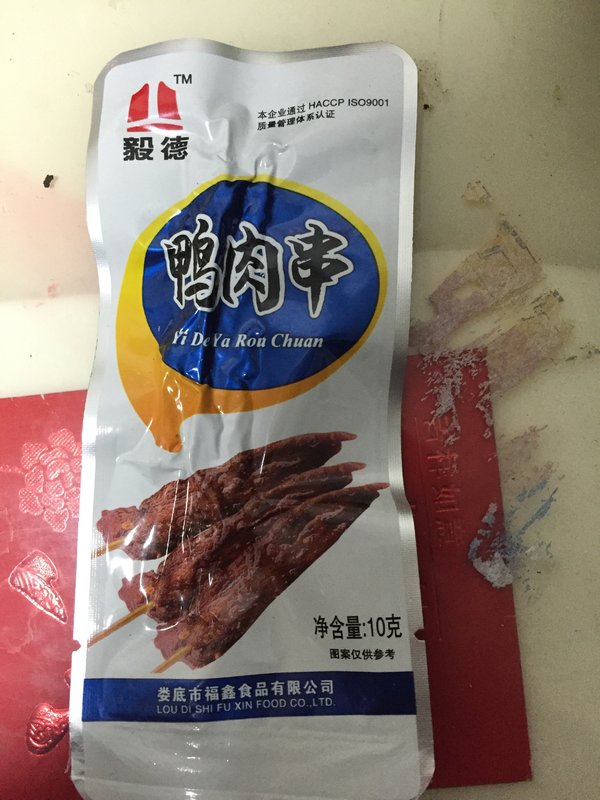 TM
毅德
本企业通过 HACCP ISO9001
质量管理体系认证
鸭肉串
Yi De Ya Rou Chuan
净含量:10克
图案仅供参考
娄底市福鑫食品有限公司
LOU DI SHI FU XIN FOOD CO.,LTD.